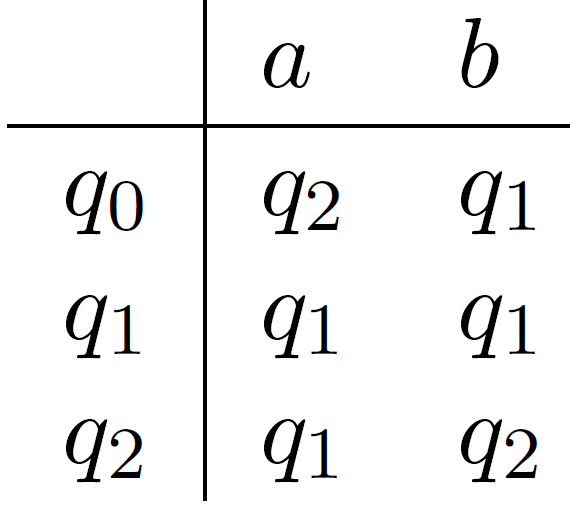 a b
q₀ q₂ q₁
q₁ q₁ q₁
q₂ q₁ q₂